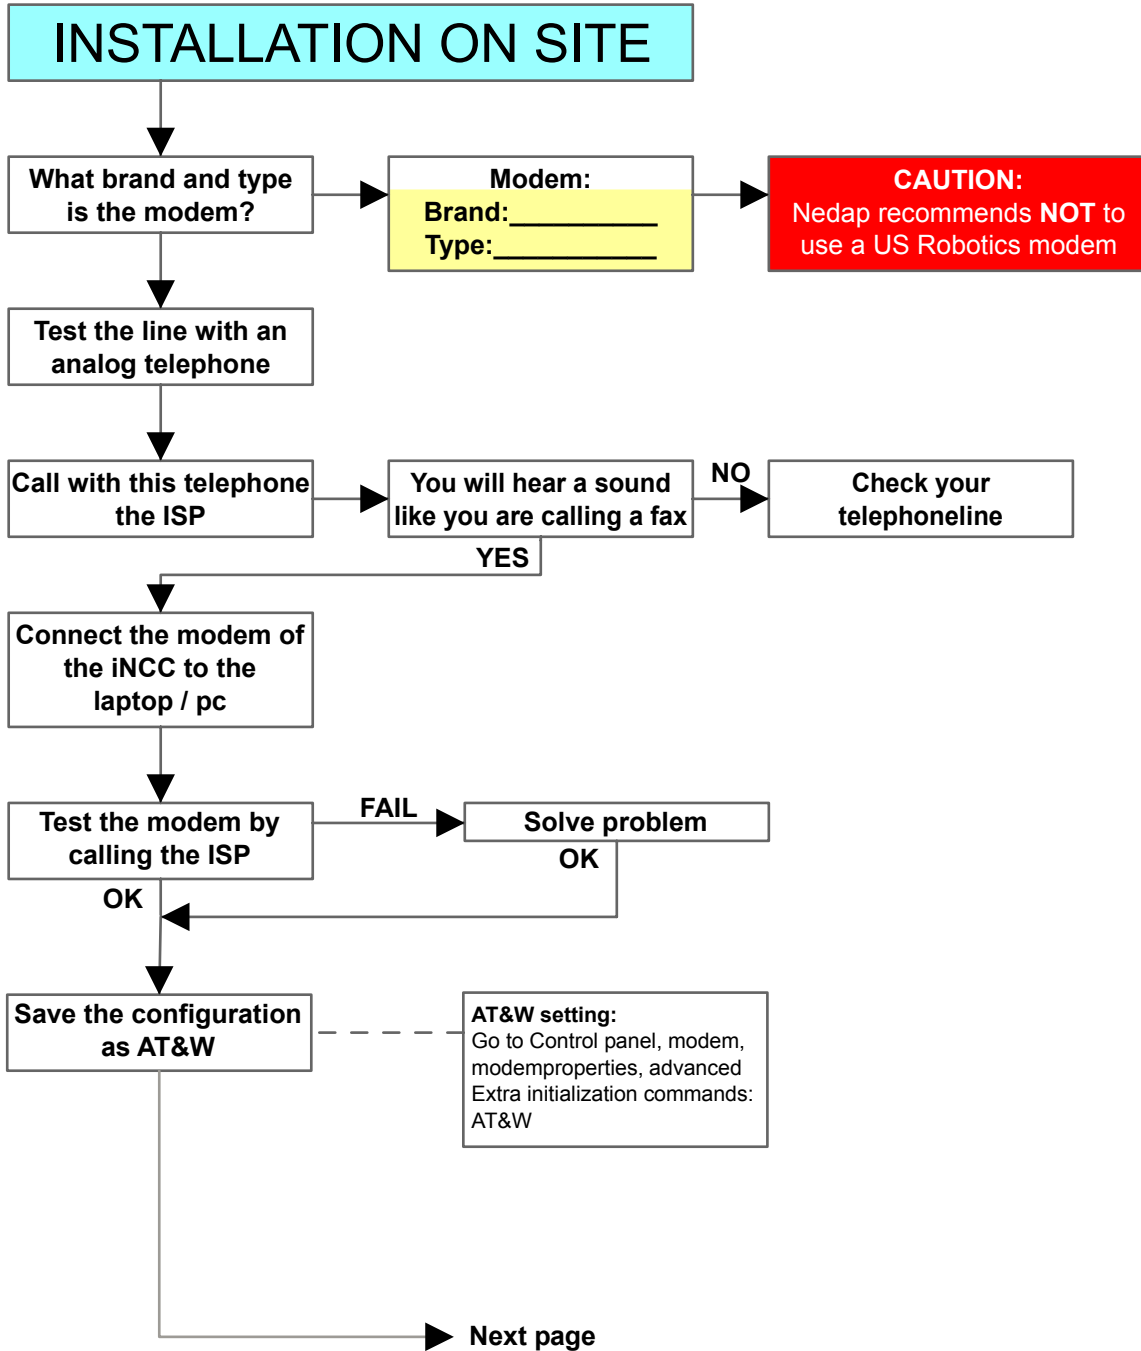 INSTALLATION ON SITE
What brand and type
is the modem?
Modem:
Brand:__________
Type:___________
CAUTION:
Nedap recommends NOT to
use a US Robotics modem
Test the line with an
analog telephone
Call with this telephone
the ISP
You will hear a sound
like you are calling a fax
NO
Check your
telephoneline
YES
Connect the modem of
the iNCC to the
laptop / pc
Test the modem by
calling the ISP
FAIL
Solve problem
OK
OK
Save the configuration
as AT&W
AT&W setting:
Go to Control panel, modem,
modemproperties, advanced
Extra initialization commands:
AT&W
Next page